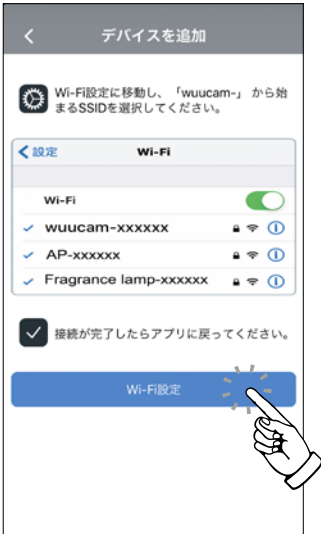 デバイスを追加
Wi-Fi設定に移動し、「wuucam-」 から始
まるSSIDを選択してください。
設定 Wi-Fi
Wi-Fi
wuucam-xxxxxx
AP-xxxxxx
Fragrance lamp-xxxxxx
接続が完了したらアプリに戻ってください。
Wi-Fi設定